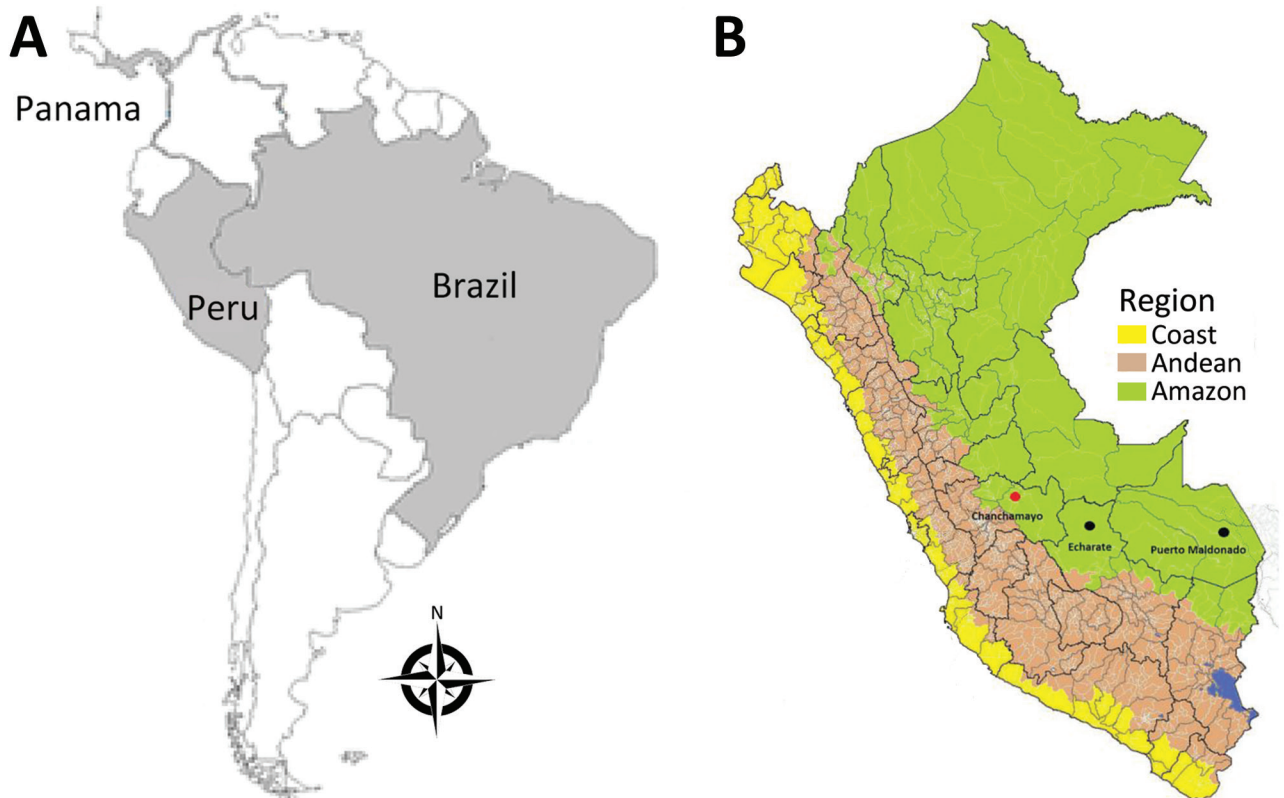 A
Panama
Peru
Brazil
N
B
Region
Coast
Andean
Amazon
Chanchamayo
Echarate
Puerto Maldonado